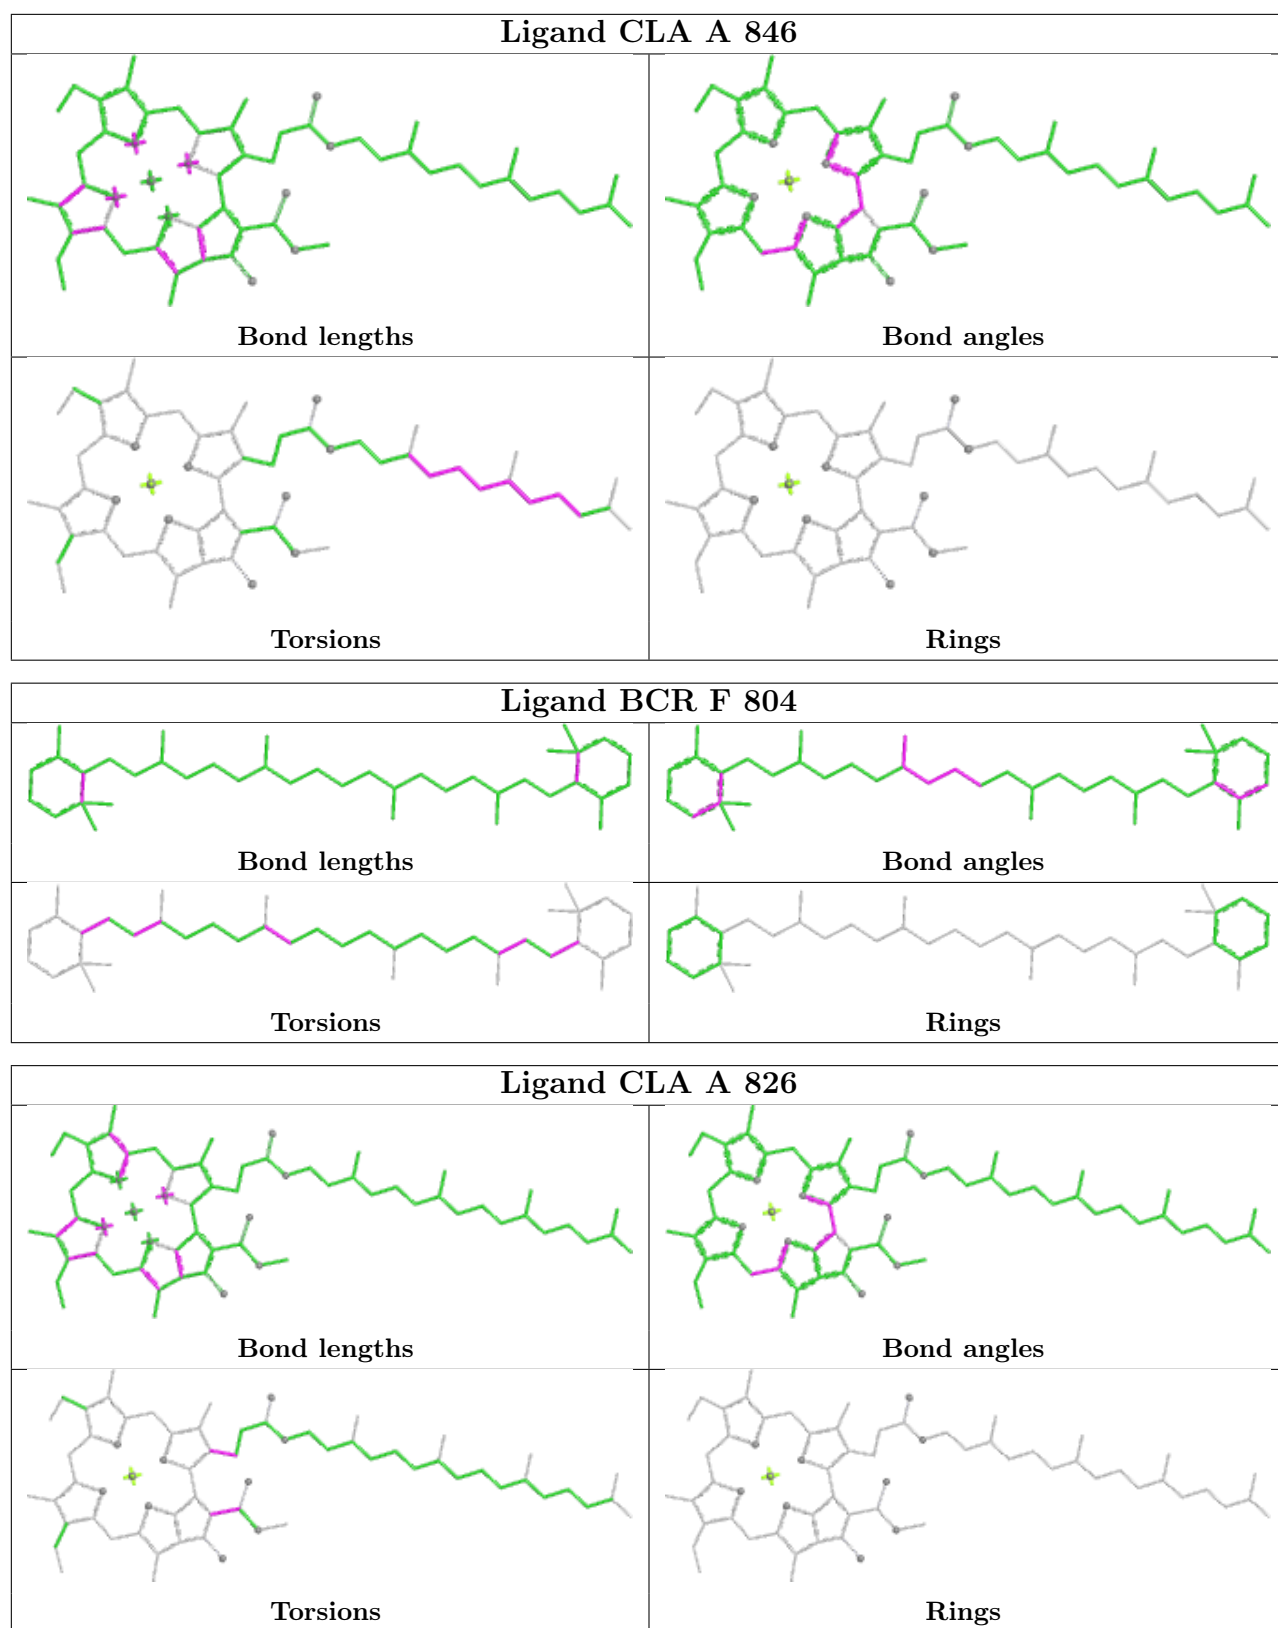 Ligand CLA A 846
Bond lengths
Bond angles
Torsions
Rings
Ligand BCR F 804
Bond lengths
Bond angles
Torsions
Rings
Ligand CLA A 826
Bond lengths
Bond angles
Torsions
Rings